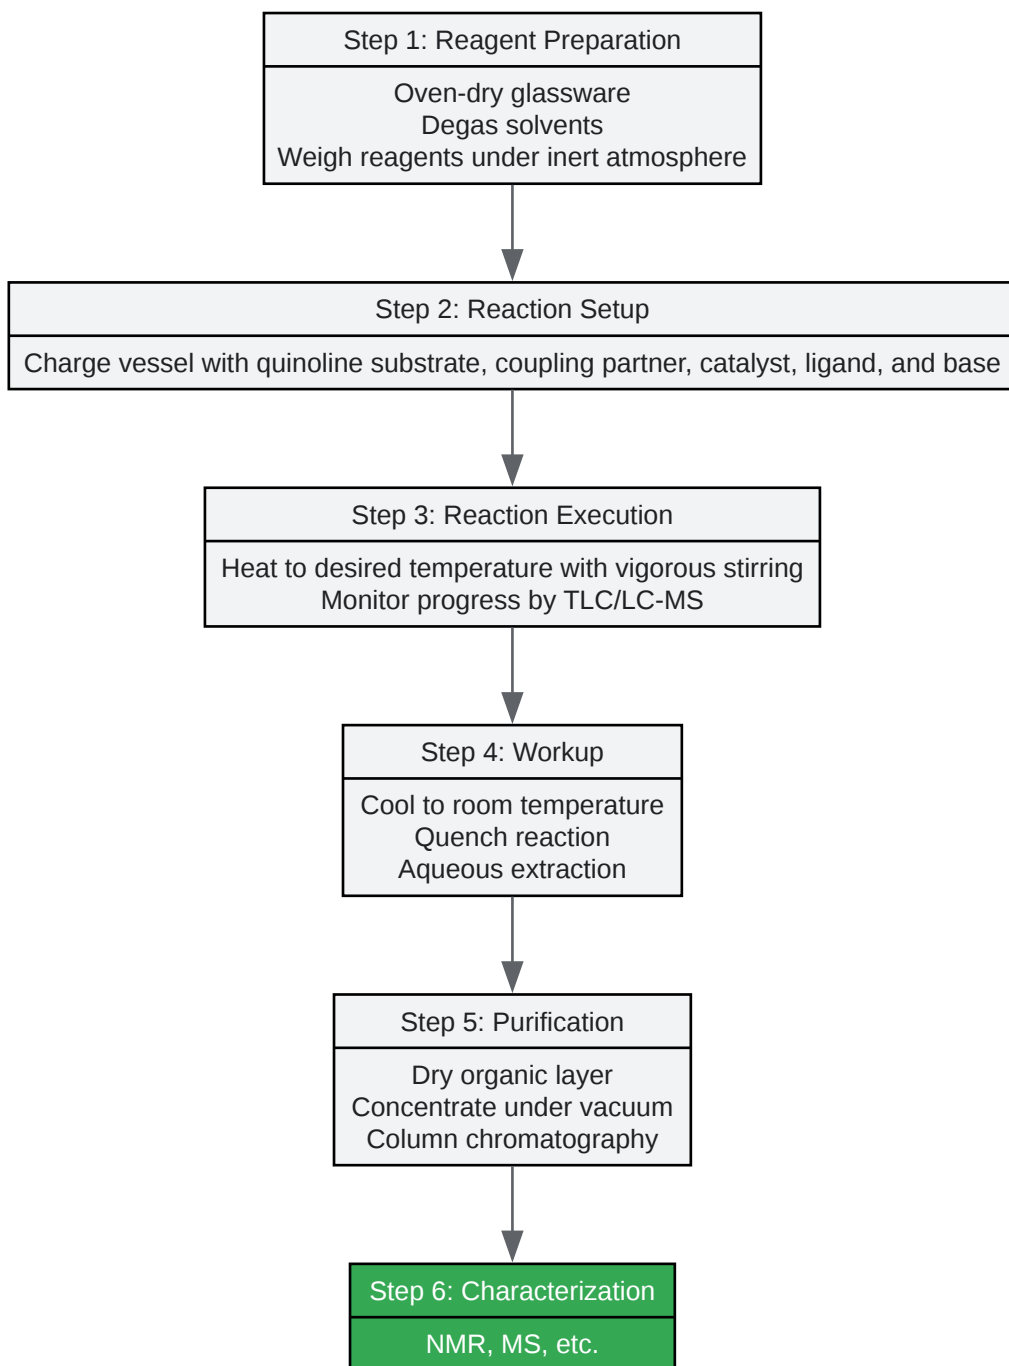 Step 1: Reagent Preparation
Oven-dry glassware
Degas solvents
Weigh reagents under inert atmosphere
Step 2: Reaction Setup
Charge vessel with quinoline substrate, coupling partner, catalyst, ligand, and base
Step 3: Reaction Execution
Heat to desired temperature with vigorous stirring
Monitor progress by TLC/LC-MS
Step 4: Workup
Cool to room temperature
Quench reaction
Aqueous extraction
Step 5: Purification
Dry organic layer
Concentrate under vacuum
Column chromatography
Step 6: Characterization
NMR, MS, etc.